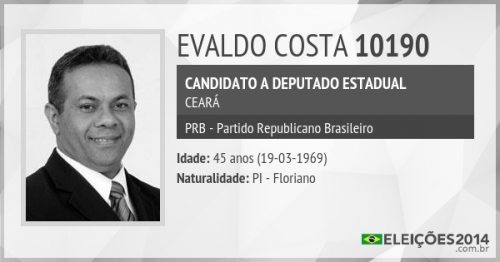 EVALDO COSTA 10190
CANDIDATO A DEPUTADO ESTADUAL
CEARÁ
PRB - Partido Republicano Brasileiro
Idade: 45 anos (19-03-1969)
Naturalidade: PI - Floriano
ELEIÇÕES2014
.com.br